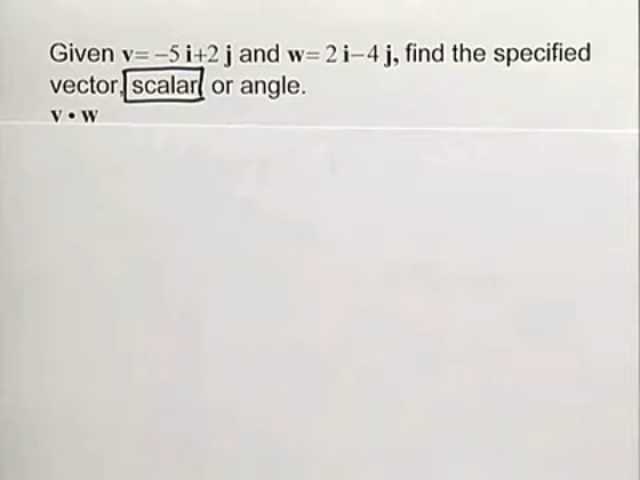 Given v= −5 i+2 j and w= 2 i−4 j, find the specified
vector, scalar, or angle.
v • w